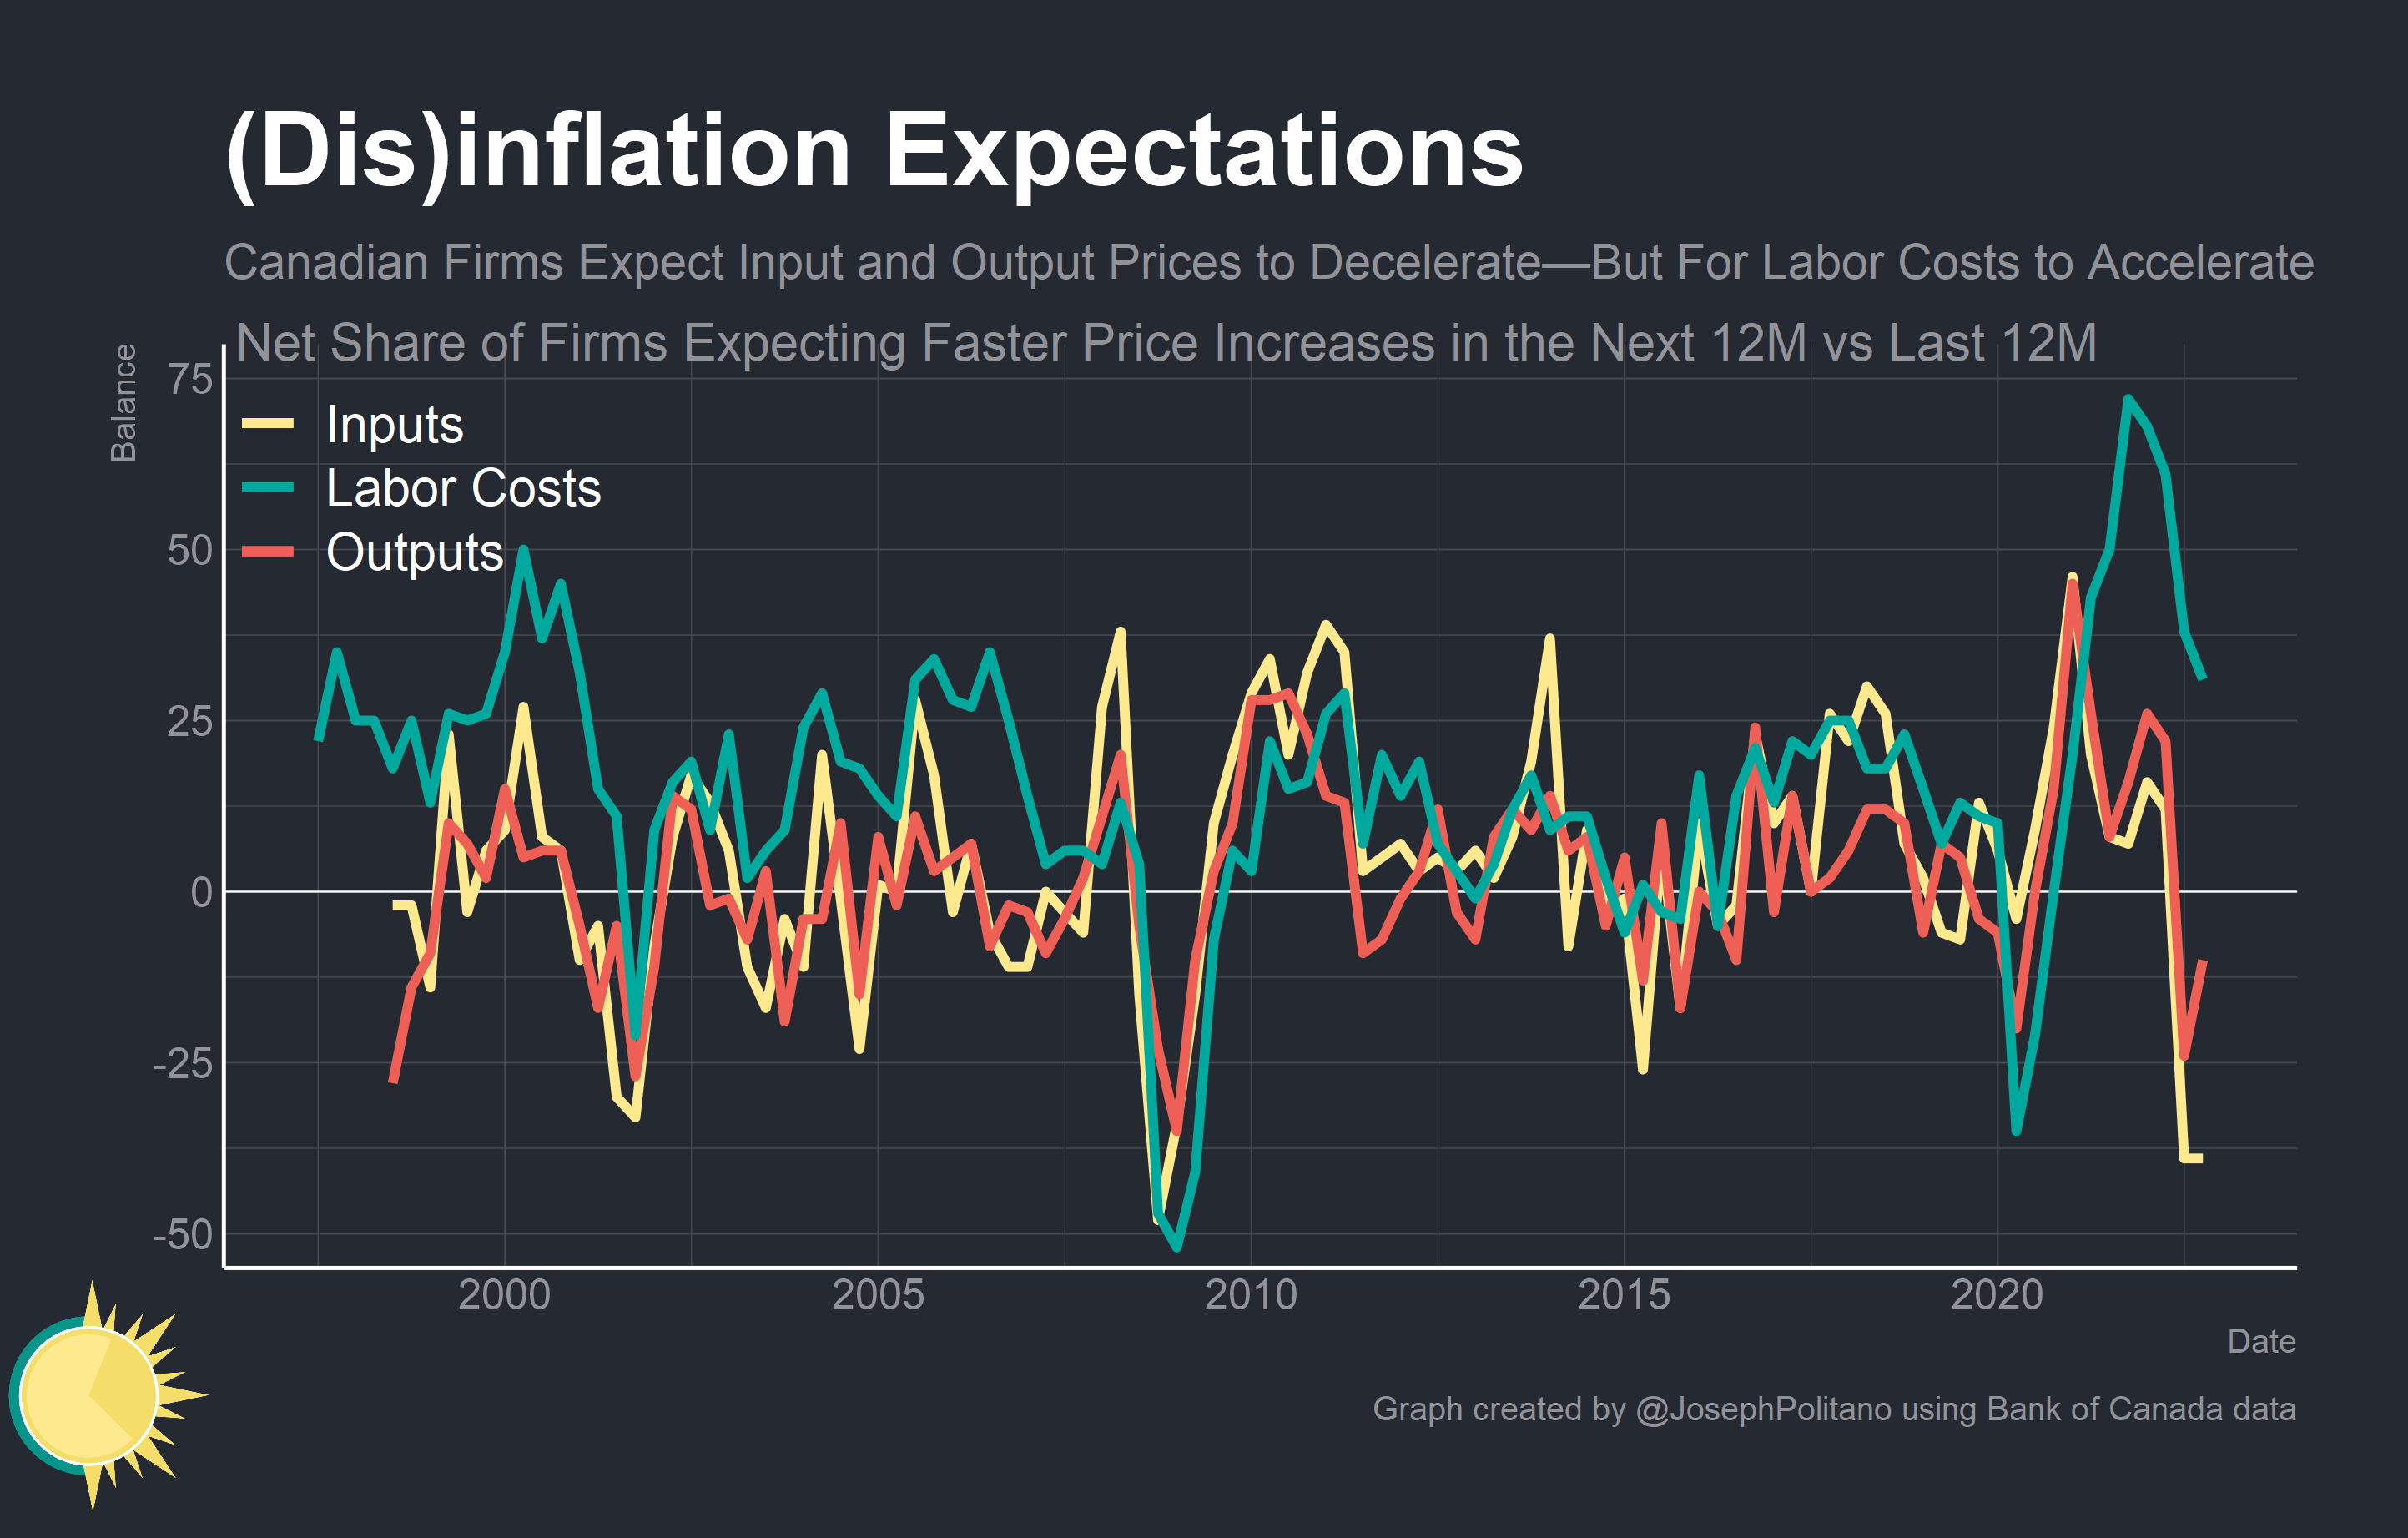 (Dis)inflation Expectations
Canadian Firms Expect Input and Output Prices to Decelerate—But For Labor Costs to Accelerate
Net Share of Firms Expecting Faster Price Increases in the Next 12M vs Last 12M
Balance
75
50
25
0
-25
-50
Inputs
Labor Costs
Outputs
2000 2005 2010 2015 2020
Date
Graph created by @JosephPolitano using Bank of Canada data